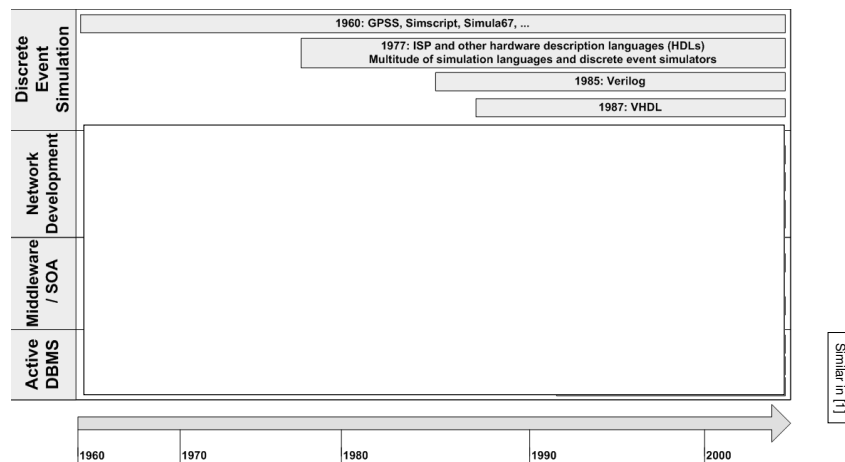 Discrete
Event
Simulation
1960: GPSS, Simscript, Simula67, ...
1977: ISP and other hardware description languages (HDLs)
Multitude of simulation languages and discrete event simulators
1985: Verilog
1987: VHDL
Network
Development
Middleware
/ SOA
Active
DBMS
Similar in [1]
1960
1970
1980
1990
2000